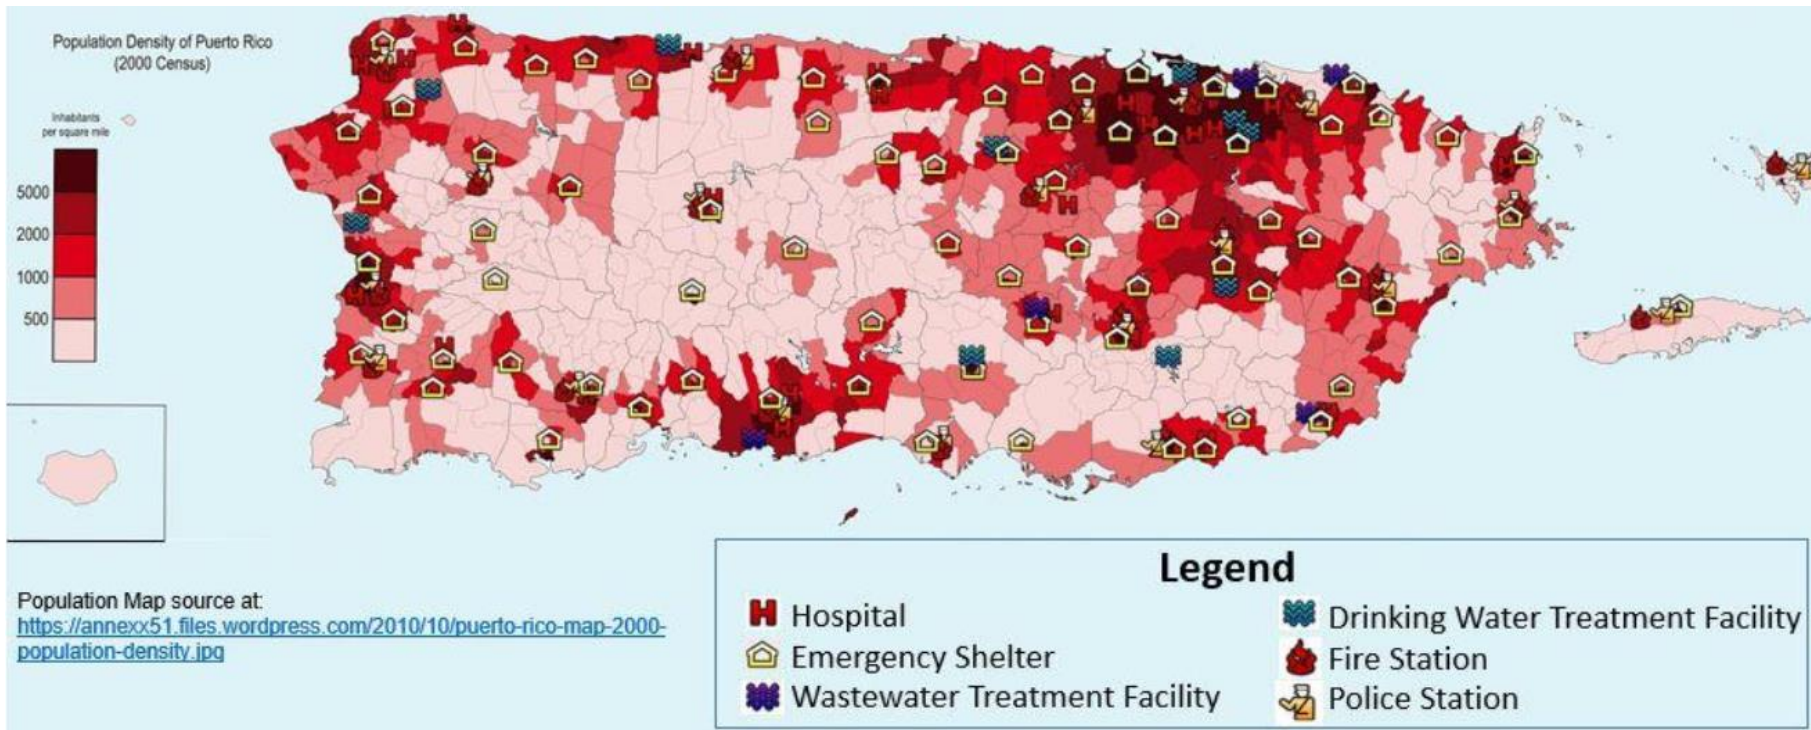 Population Density of Puerto Rico
(2000 Census)
Inhabitants
per square mile
5000
2000
1000
500
Population Map source at:
https://annexx51.files.wordpress.com/2010/10/puerto-rico-map-2000-
population-density.jpg
Legend
Hospital
Emergency Shelter
Wastewater Treatment Facility
Drinking Water Treatment Facility
Fire Station
Police Station